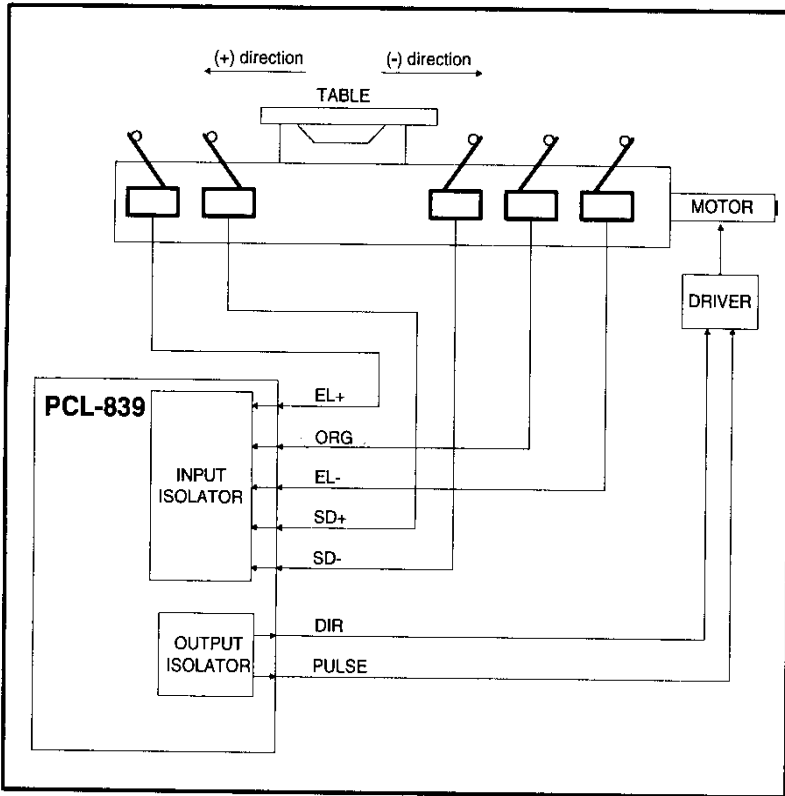 (+) direction
(-) direction
TABLE
MOTOR
DRIVER
PCL-839
EL+
ORG
INPUT
ISOLATOR
EL-
SD+
SD-
OUTPUT
ISOLATOR
DIR
PULSE